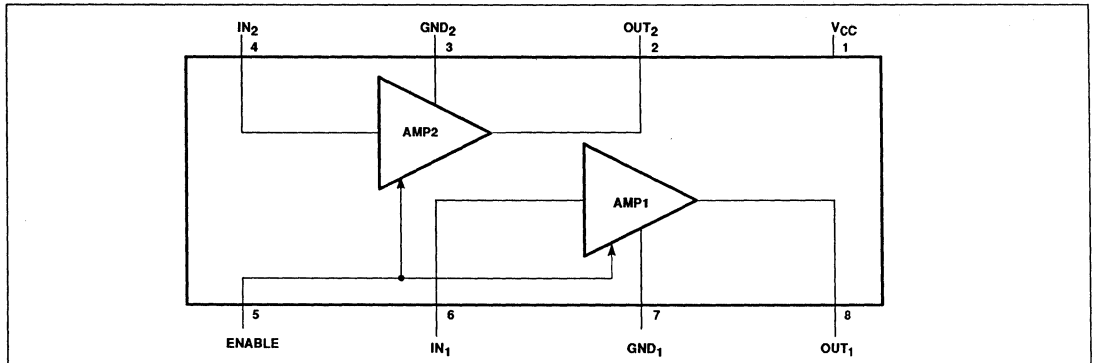 IN2 GND2 OUT2 VCC
4 3 2 1
AMP2
AMP1
5 6 7 8
ENABLE IN1 GND1 OUT1